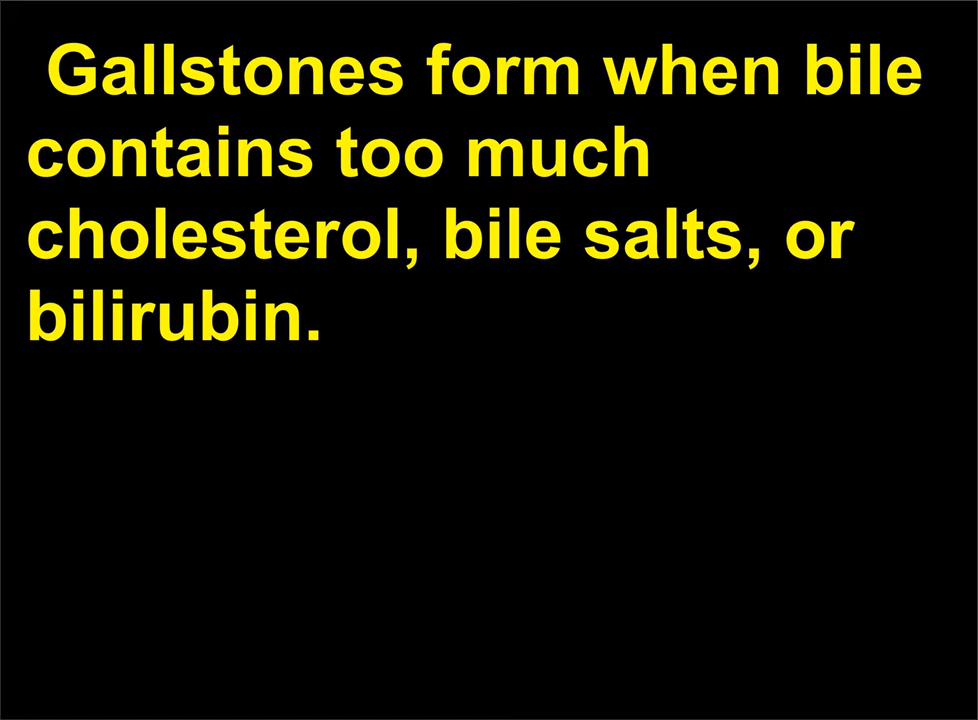 Gallstones form when bile
contains too much
cholesterol, bile salts, or
bilirubin.